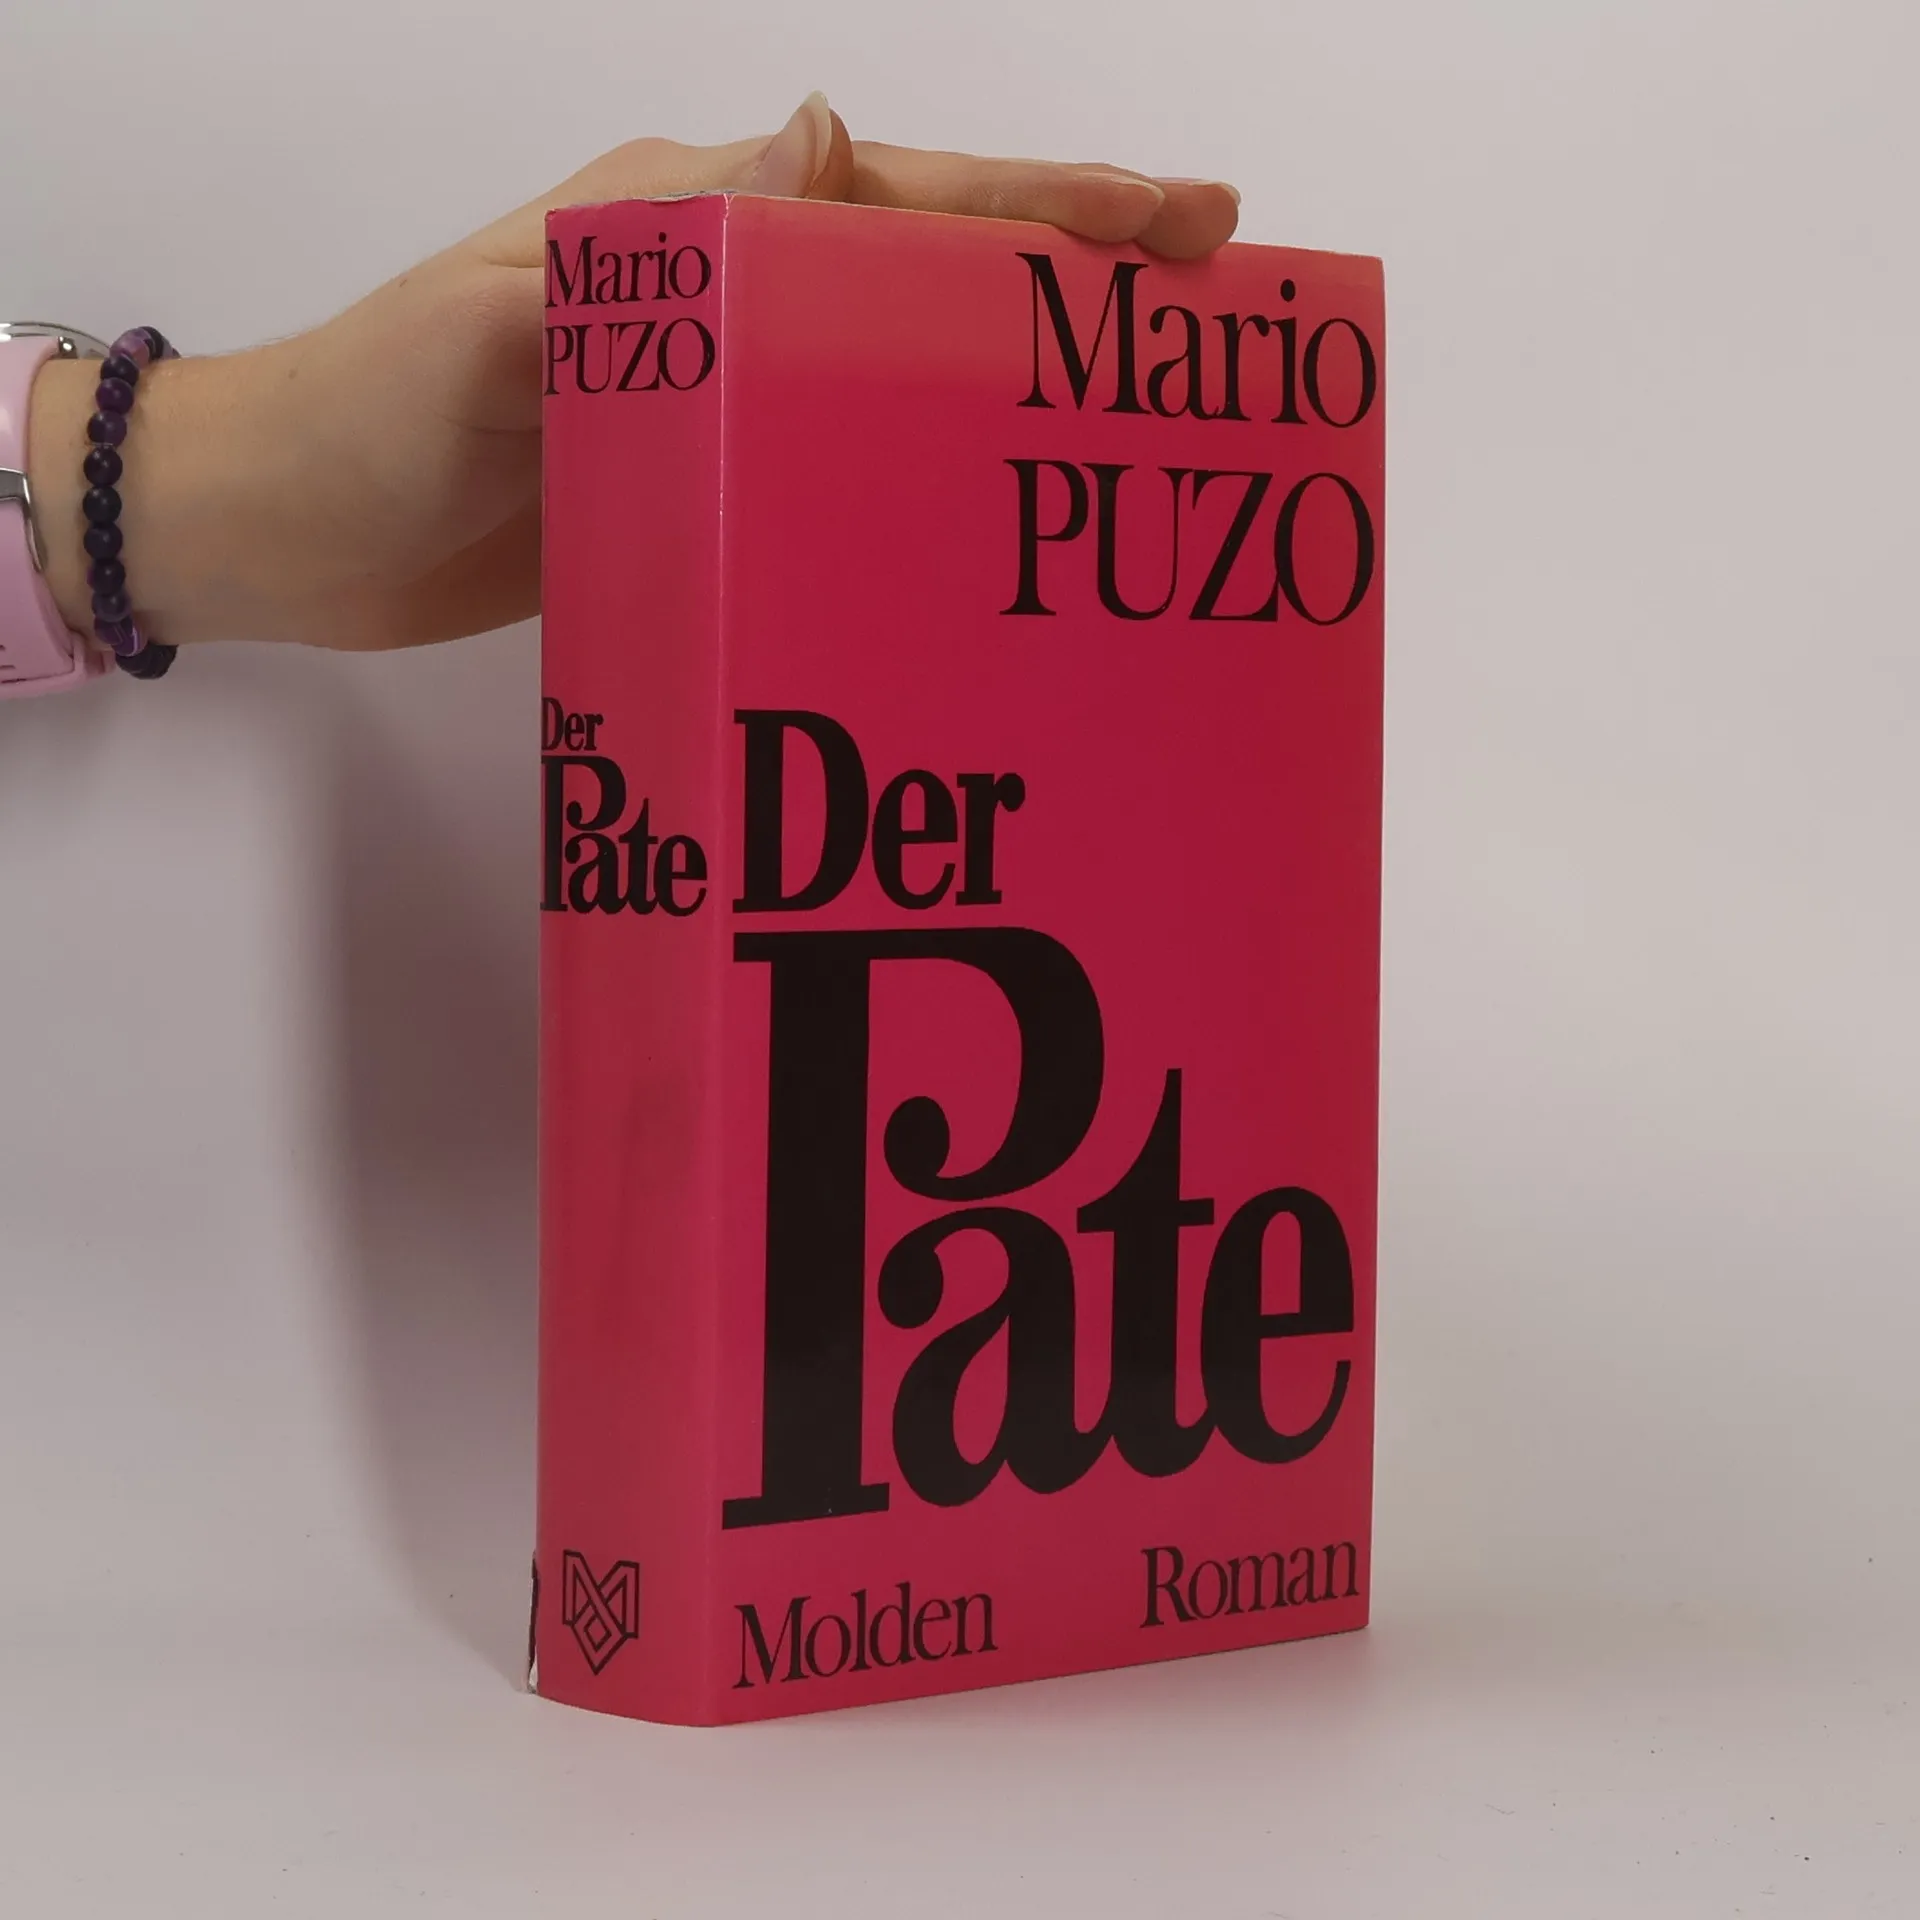 Mario
PUZO
Der
Pate
Mario
PUZO
Der
Pate
Molden
Roman